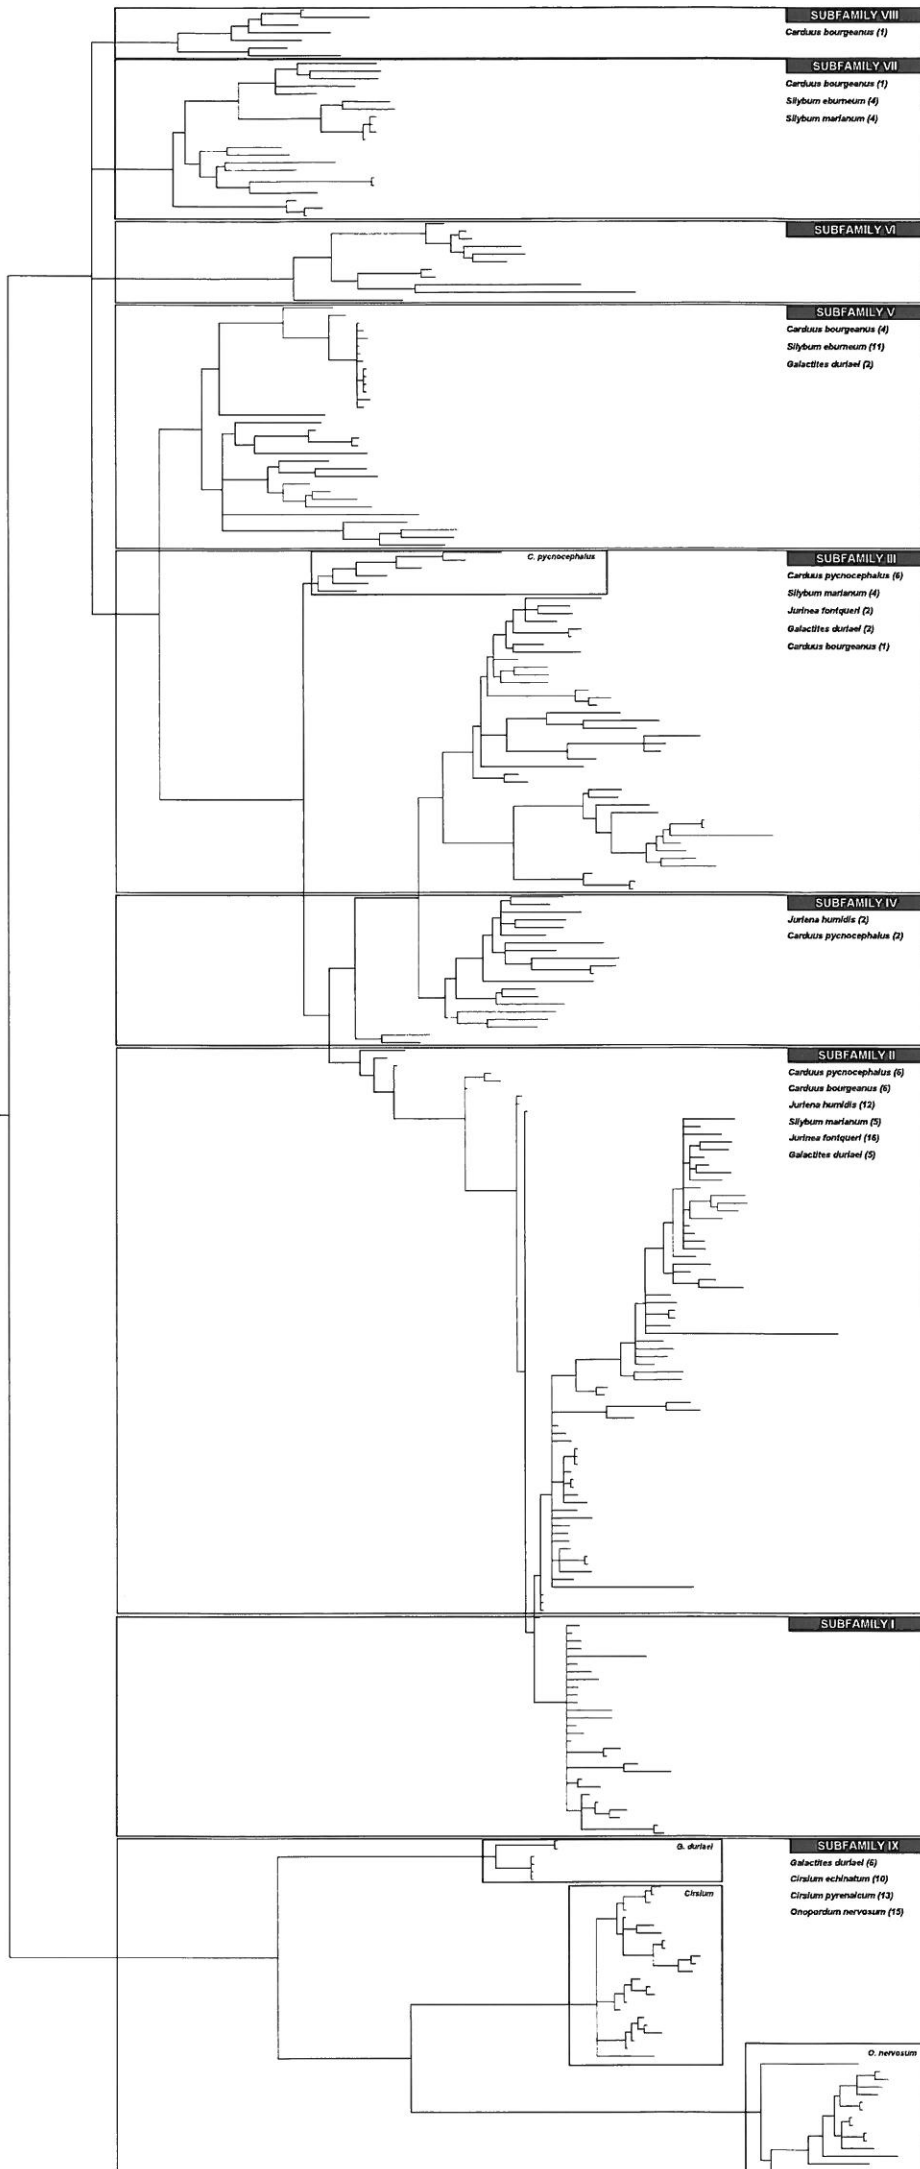 SUBFAMILY VIII
Carduus bourgeanus (1)
SUBFAMILY VII
Carduus bourgeanus (1)
Silybum eburneum (4)
Silybum marianum (4)
SUBFAMILY VI
SUBFAMILY V
Carduus bourgeanus (4)
Silybum eburneum (11)
Galactites duriaei (2)
C. pycnocephalus
SUBFAMILY III
Carduus pycnocephalus (6)
Silybum marianum (4)
Jurinea fontqueri (2)
Galactites duriaei (2)
Carduus bourgeanus (1)
SUBFAMILY IV
Juriena humidis (2)
Carduus pycnocephalus (2)
SUBFAMILY II
Carduus pycnocephalus (6)
Carduus bourgeanus (6)
Juriena humidis (12)
Silybum marianum (5)
Jurinea fontqueri (16)
Galactites duriaei (5)
SUBFAMILY I
G. duriaei
SUBFAMILY IX
Galactites duriaei (6)
Cirsium echinatum (10)
Cirsium pyrenaicum (13)
Onopordum nervosum (15)
Cirsium
O. nervosum